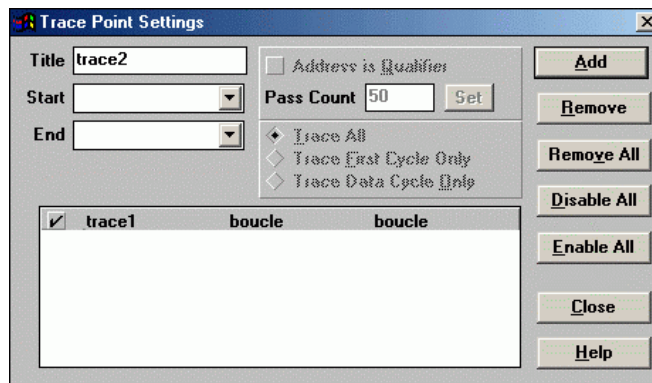 Trace Point Settings
Title trace2
Start
End
Address is Qualifier
Pass Count 50 Set
Trace All
Trace First Cycle Only
Trace Data Cycle Only
trace1 boucle boucle
Add
Remove
Remove All
Disable All
Enable All
Close
Help